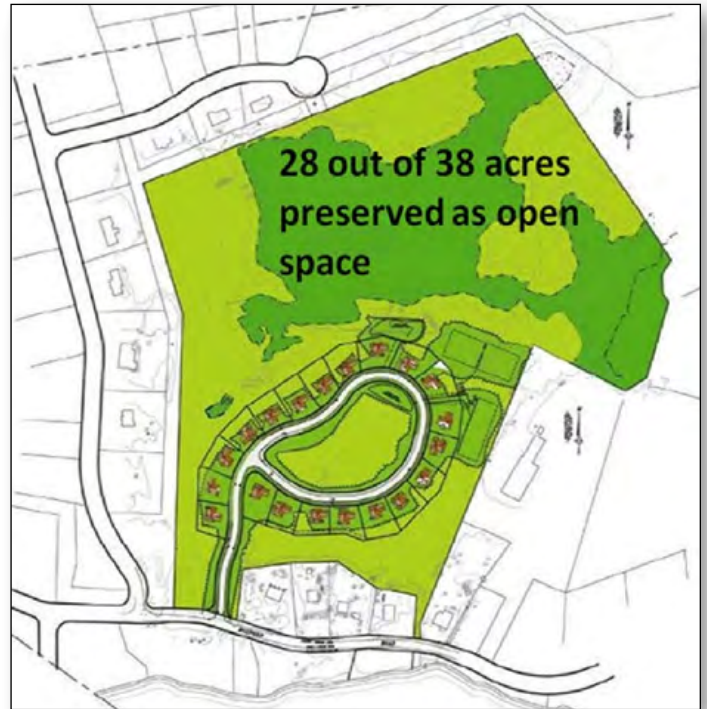 28 out of 38 acres
preserved as open
space